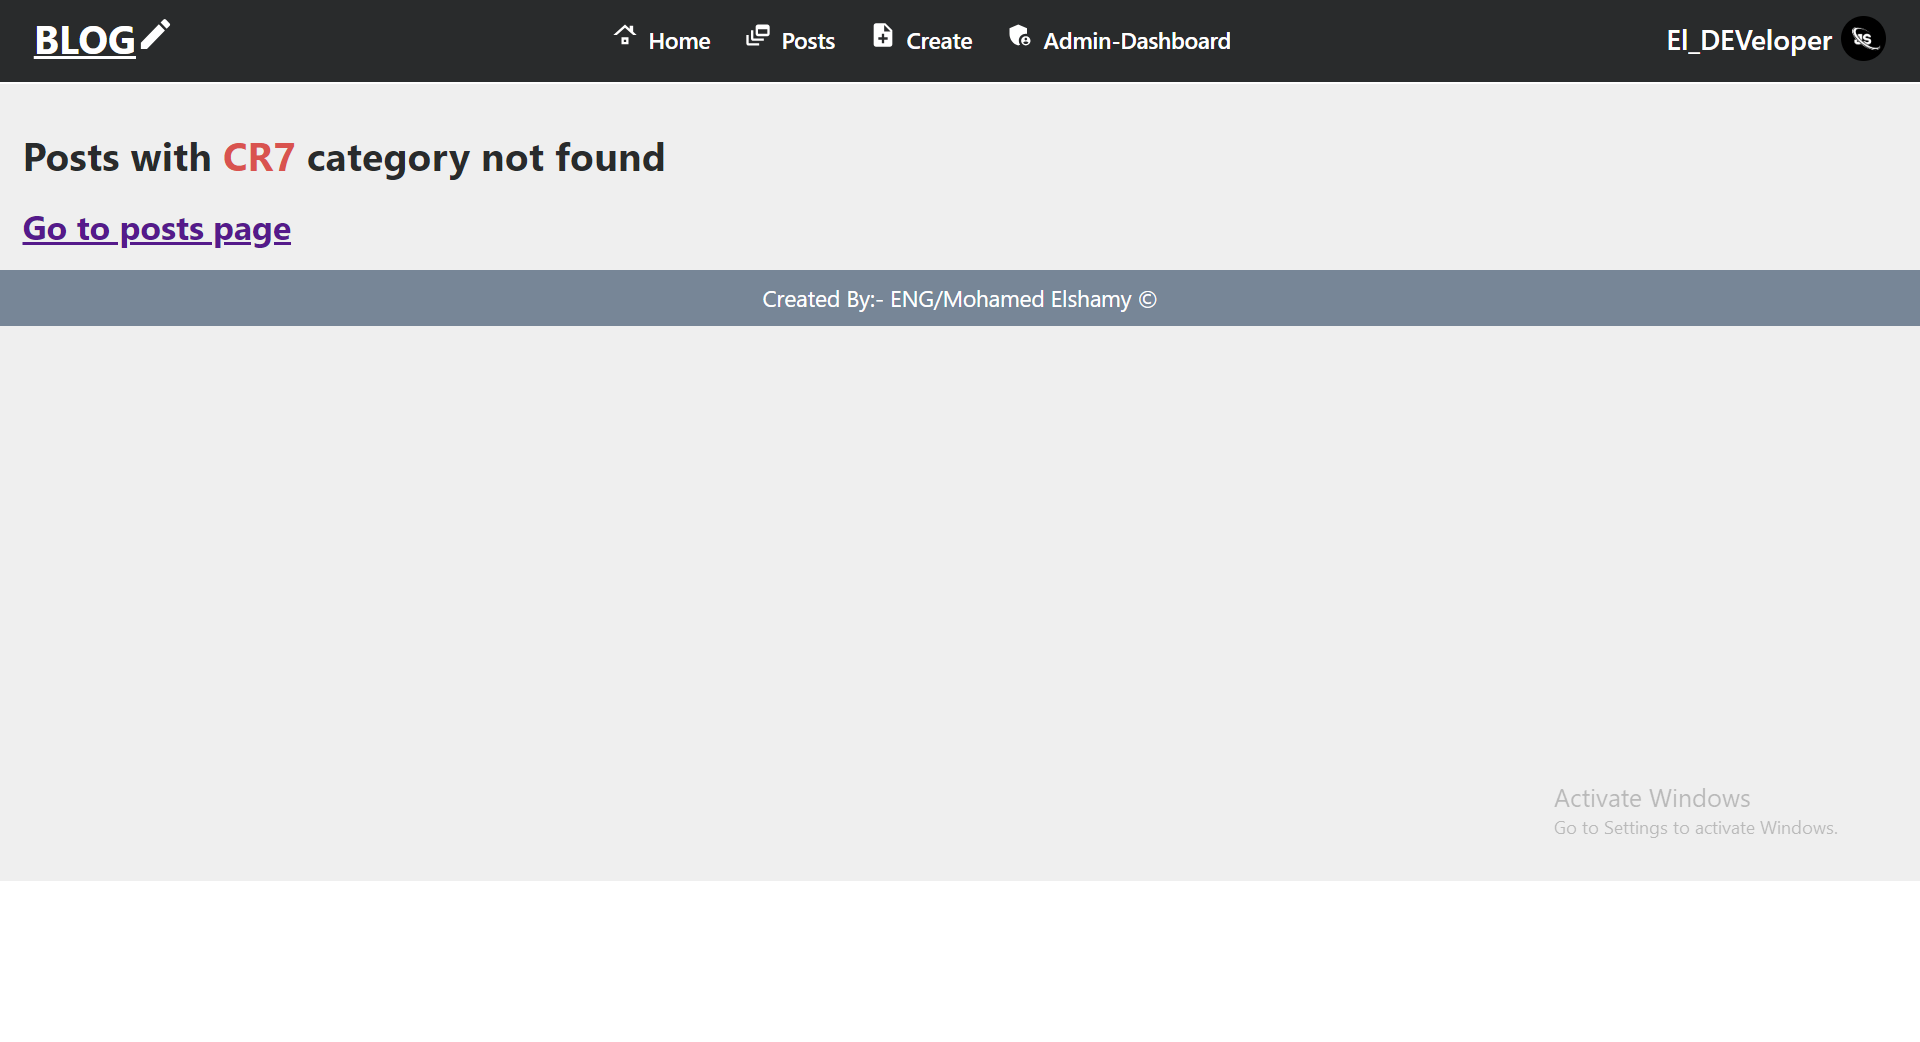 BLOG
Home
Posts
Create
Admin-Dashboard
El_DEVeloper
Posts with CR7 category not found
Go to posts page
Created By:- ENG/Mohamed Elshamy ©
Activate Windows
Go to Settings to activate Windows.